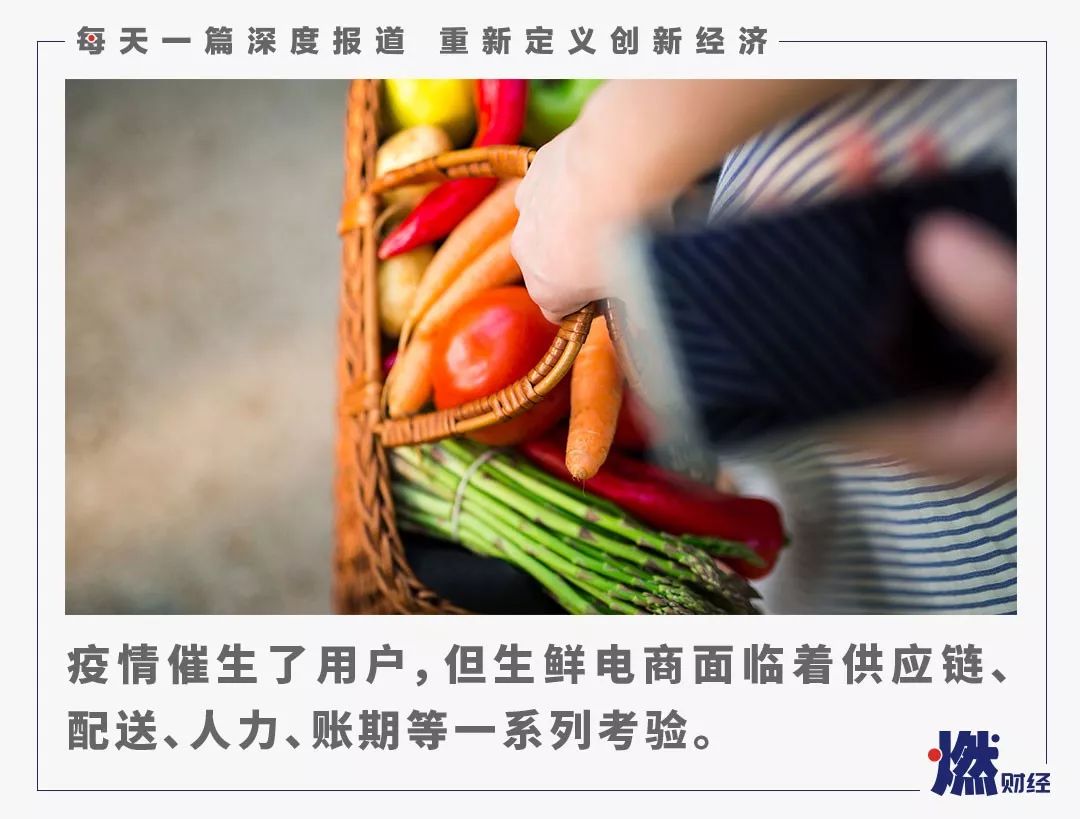 每天一篇深度报道 重新定义创新经济
疫情催生了用户，但生鲜电商面临着供应链、
配送、人力、账期等一系列考验。
燃财经